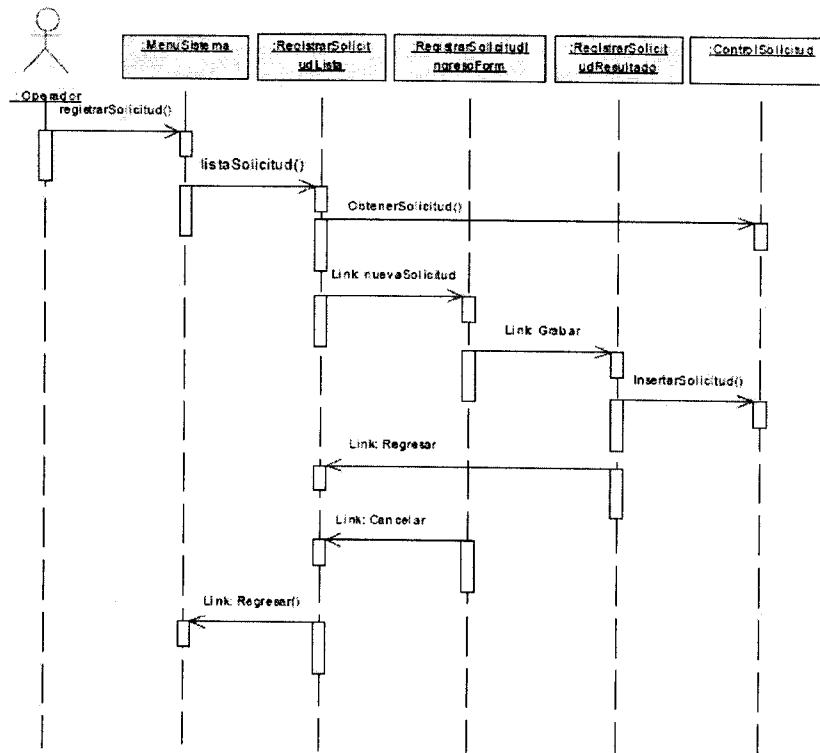 :MenuSistema
:RegistrarSolicit
udLista
:RegistrarSolicitudI
ngresoForm
:RegistrarSolicit
udResultado
:ControlSolicitud
: Operador
registrarSolicitud()
listaSolicitud()
ObtenerSolicitud()
Link: nuevaSolicitud
Link: Grabar
InsertarSolicitud()
Link: Regresar
Link: Cancelar
Link: Regresar()